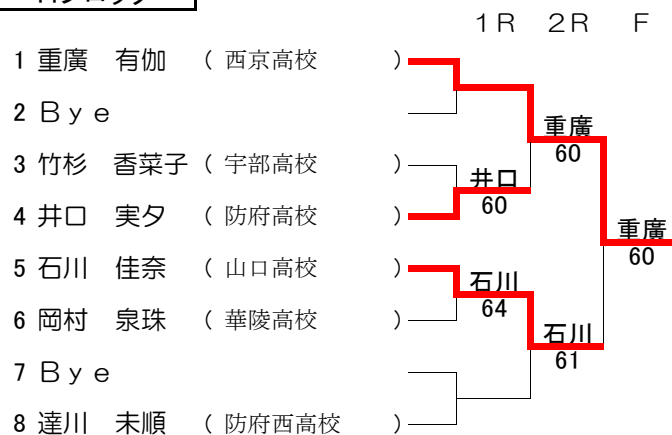 １Ｒ ２Ｒ Ｆ
1 重廣 有伽 （ 西京高校 ）
2 Ｂｙｅ
重廣
60
3 竹杉 香菜子 （ 宇部高校 ）
井口
60
4 井口 実夕 （ 防府高校 ）
重廣
60
5 石川 佳奈 （ 山口高校 ）
石川
64
6 岡村 泉珠 （ 華陵高校 ）
石川
61
7 Ｂｙｅ
8 達川 未順 （ 防府西高校 ）